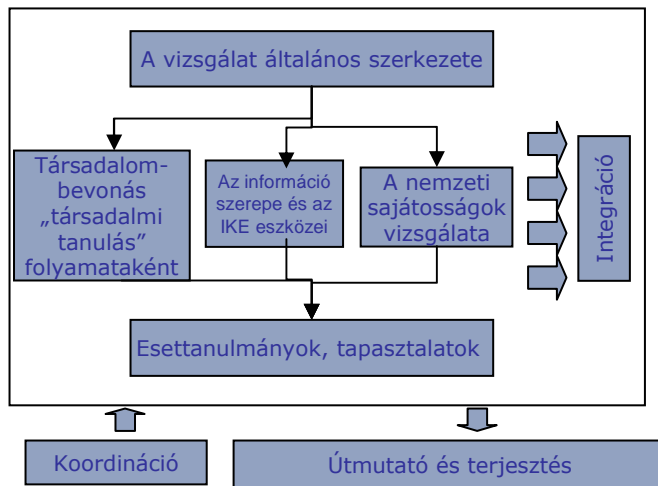 A vizsgálat általános szerkezete
Társadalom-
bevonás
„társadalmi
tanulás”
folyamataként
Az információ
szerepe és az
IKE eszközei
A nemzeti
sajátosságok
vizsgálata
Integráció
Esettanulmányok, tapasztalatok
Koordináció
Útmutató és terjesztés